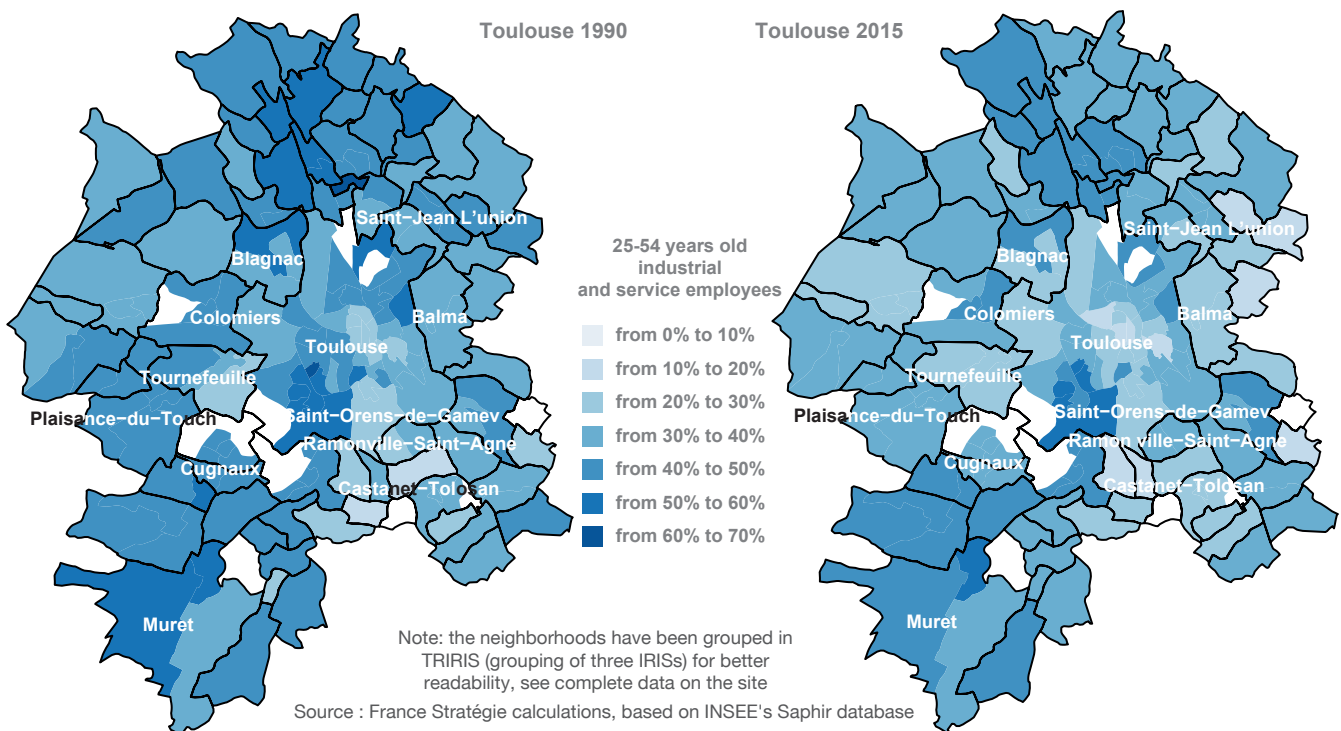 Toulouse 1990
Toulouse 2015
Saint−Jean L'union
Blagnac
Colomiers
Balma
Toulouse
Tournefeuille
Plaisance−du−Touch
Saint−Orens−de−Gamev
Ramonville−Saint−Agne
Cugnaux
Castanet−Tolosan
Muret
25-54 years old
industrial
and service employees
from 0% to 10%
from 10% to 20%
from 20% to 30%
from 30% to 40%
from 40% to 50%
from 50% to 60%
from 60% to 70%
Saint−Jean L'union
Blagnac
Colomiers
Balma
Toulouse
Tournefeuille
Plaisance−du−Touch
Saint−Orens−de−Gamev
Ramon ville−Saint−Agne
Cugnaux
Castanet−Tolosan
Muret
Note: the neighborhoods have been grouped in
TRIRIS (grouping of three IRISs) for better
readability, see complete data on the site
Source : France Stratégie calculations, based on INSEE's Saphir database